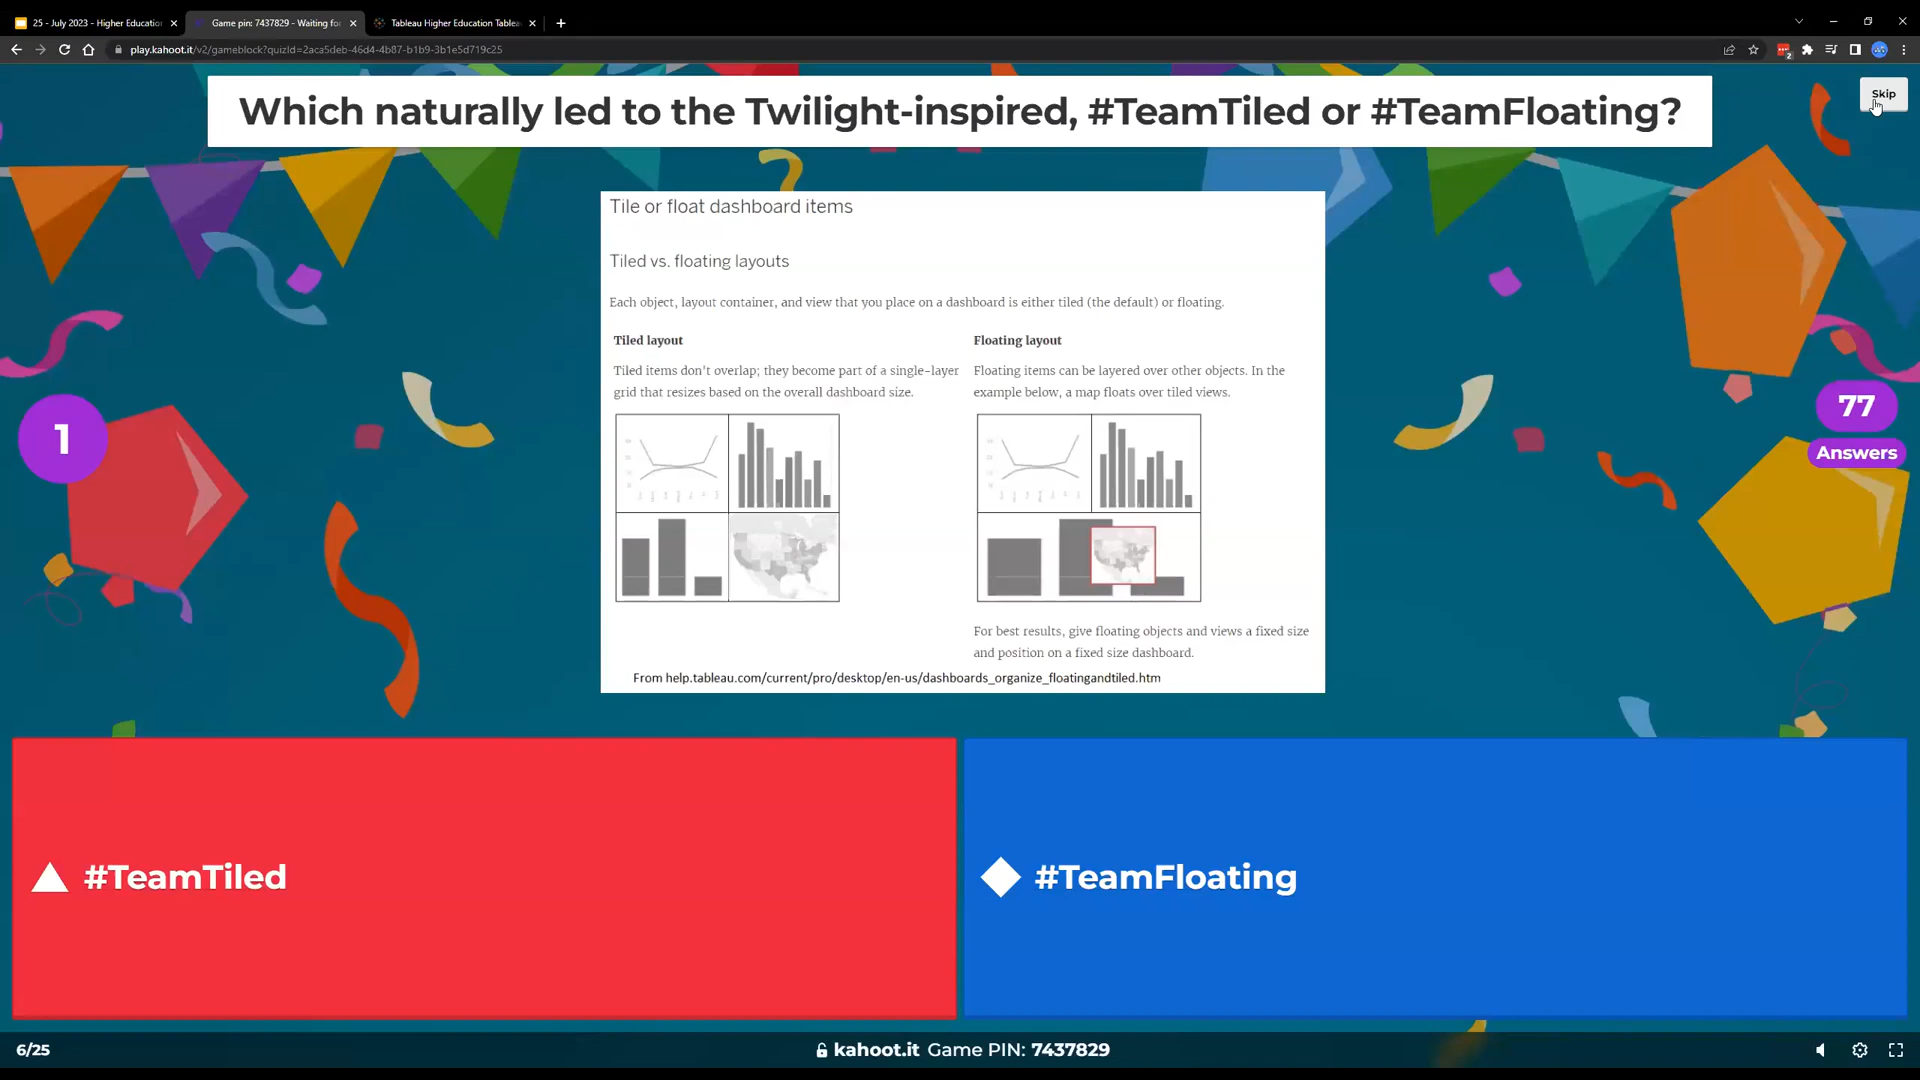 25 - July 2023 - Higher Educatio
Game pin: 7437829 - Waiting fo
Tableau Higher Education Tablea
play.kahoot.it/v2/gameblock?quizId=2aca5deb-46d4-4b87-b1b9-3b1e5d719c25
Which naturally led to the Twilight-inspired, #TeamTiled or #TeamFloating?
Skip
Tile or float dashboard items
Tiled vs. floating layouts
Each object, layout container, and view that you place on a dashboard is either tiled (the default) or floating.
Tiled layout
Tiled items don't overlap; they become part of a single-layer
grid that resizes based on the overall dashboard size.
Floating layout
Floating items can be layered over other objects. In the
example below, a map floats over tiled views.
For best results, give floating objects and views a fixed size
and position on a fixed size dashboard.
From help.tableau.com/current/pro/desktop/en-us/dashboards_organize_floatingandtiled.htm
1
77
Answers
#TeamTiled
#TeamFloating
6/25
kahoot.it Game PIN: 7437829